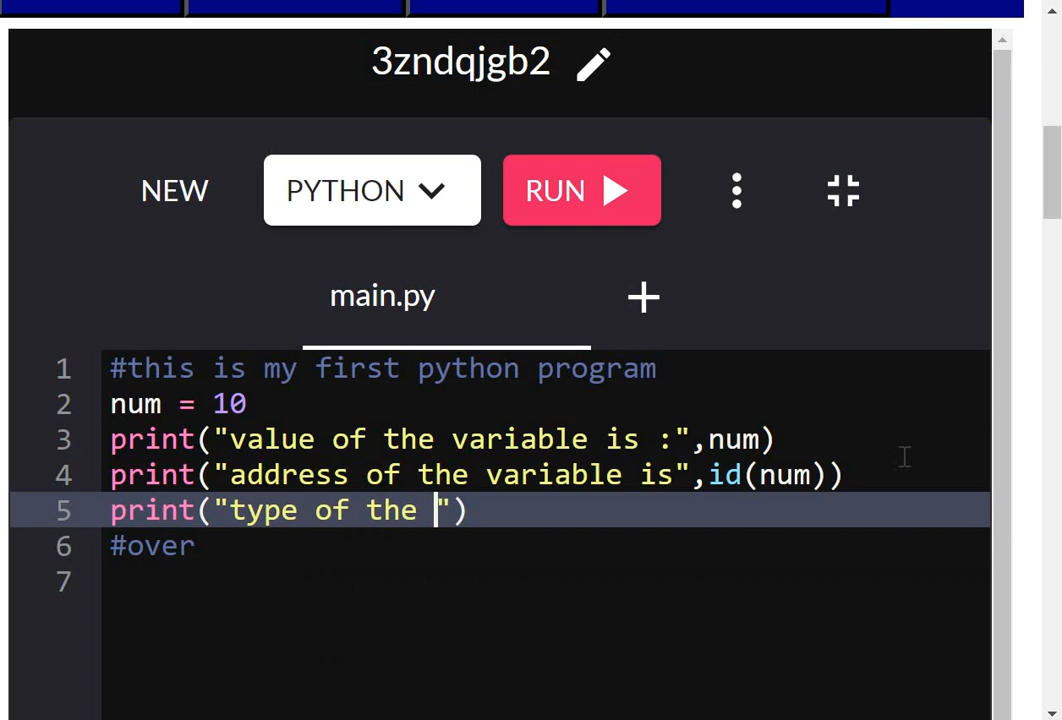 3zndqjgb2
NEW PYTHON RUN
main.py +
1 #this is my first python program
2 num = 10
3 print("value of the variable is :",num)
4 print("address of the variable is",id(num))
5 print("type of the ")
6 #over
7